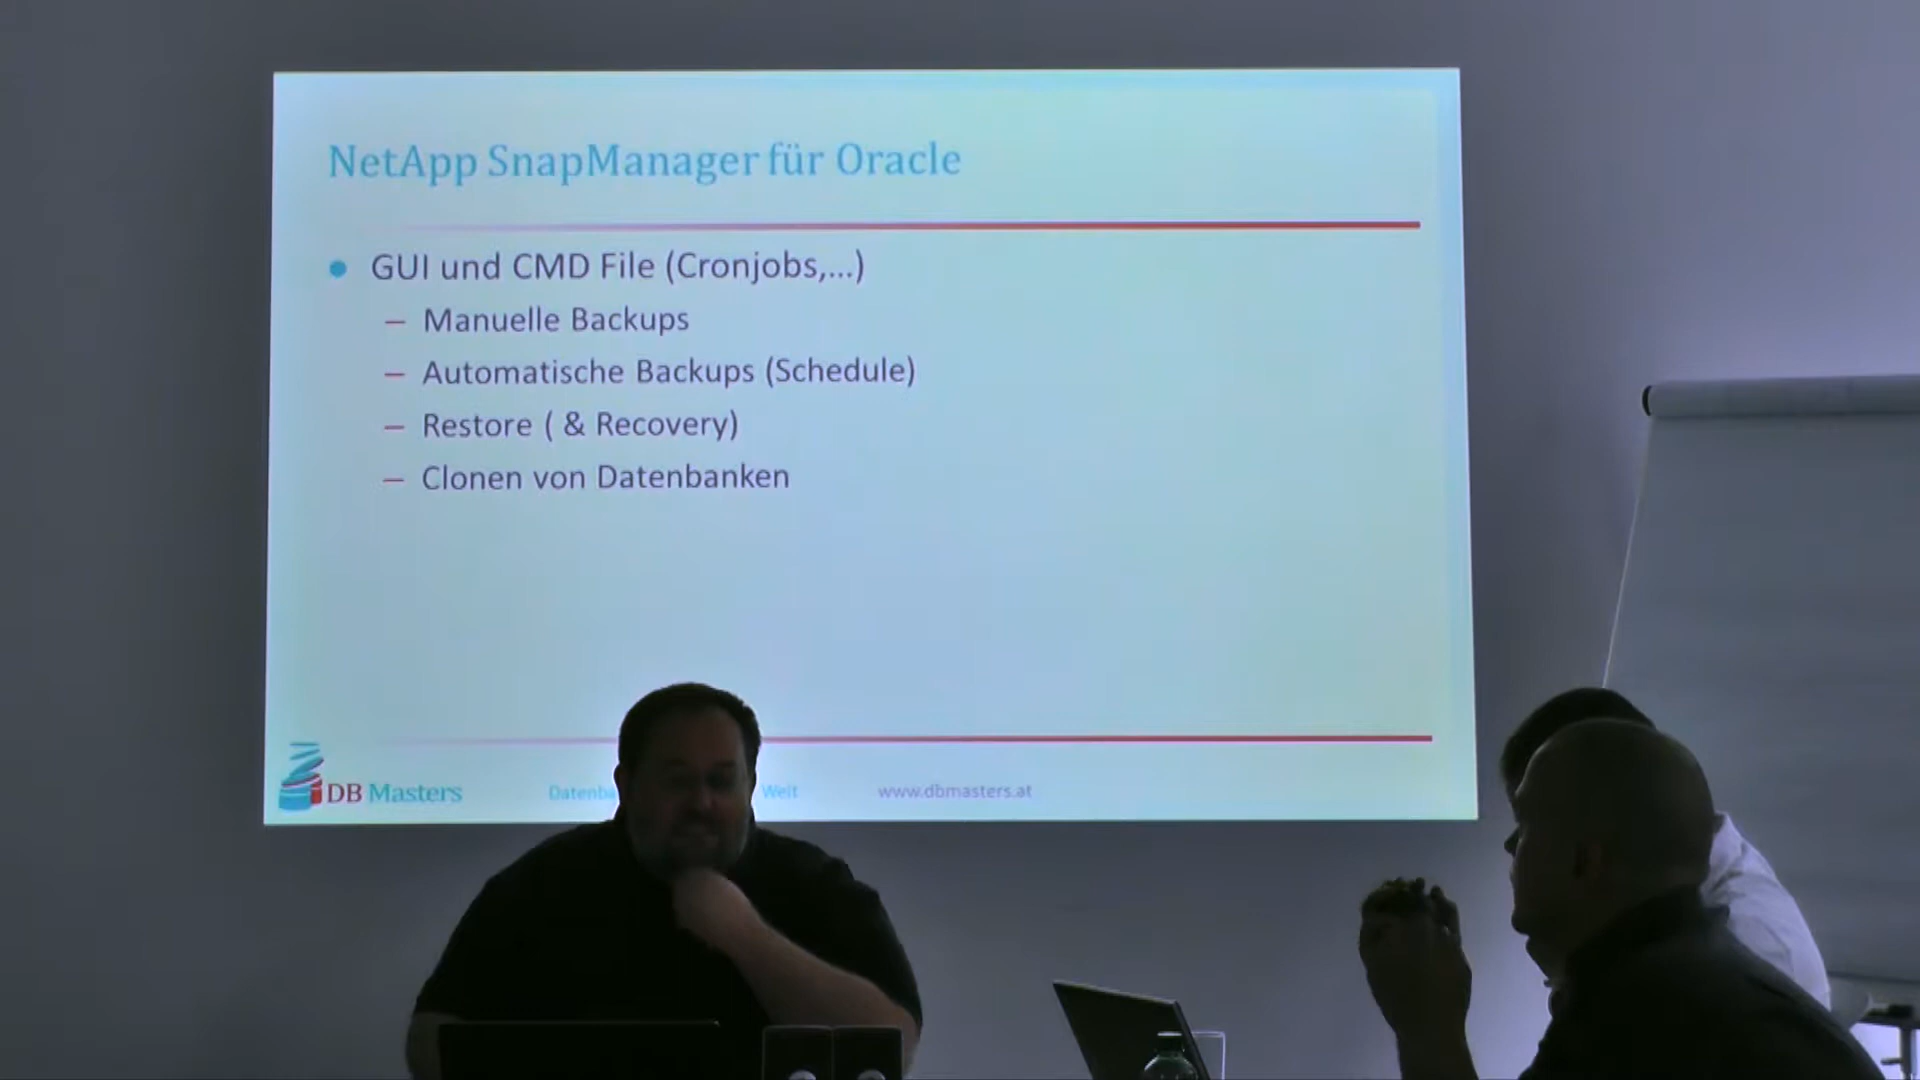 NetApp SnapManager für Oracle
● GUI und CMD File (Cronjobs,...)
– Manuelle Backups
– Automatische Backups (Schedule)
– Restore ( & Recovery)
– Clonen von Datenbanken
DB Masters Welt www.dbmasters.at